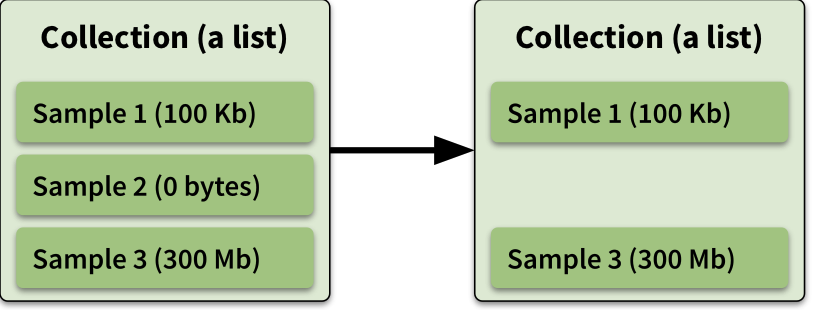 Collection (a list)
Sample 1 (100 Kb)
Sample 2 (0 bytes)
Sample 3 (300 Mb)
Collection (a list)
Sample 1 (100 Kb)
Sample 3 (300 Mb)